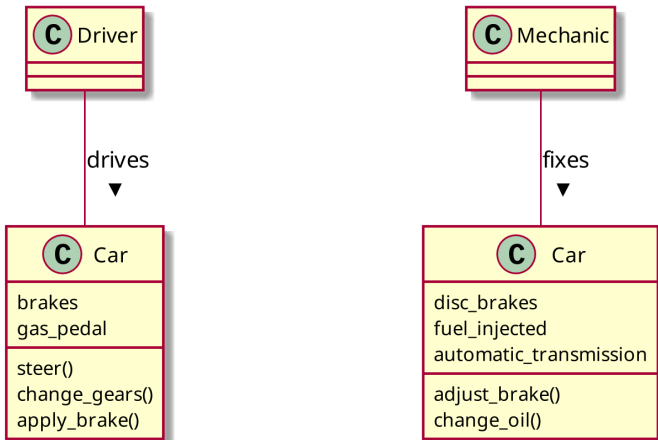 C Driver
drives
▼
C Car
brakes
gas_pedal
steer()
change_gears()
apply_brake()
C Mechanic
fixes
▼
C Car
disc_brakes
fuel_injected
automatic_transmission
adjust_brake()
change_oil()